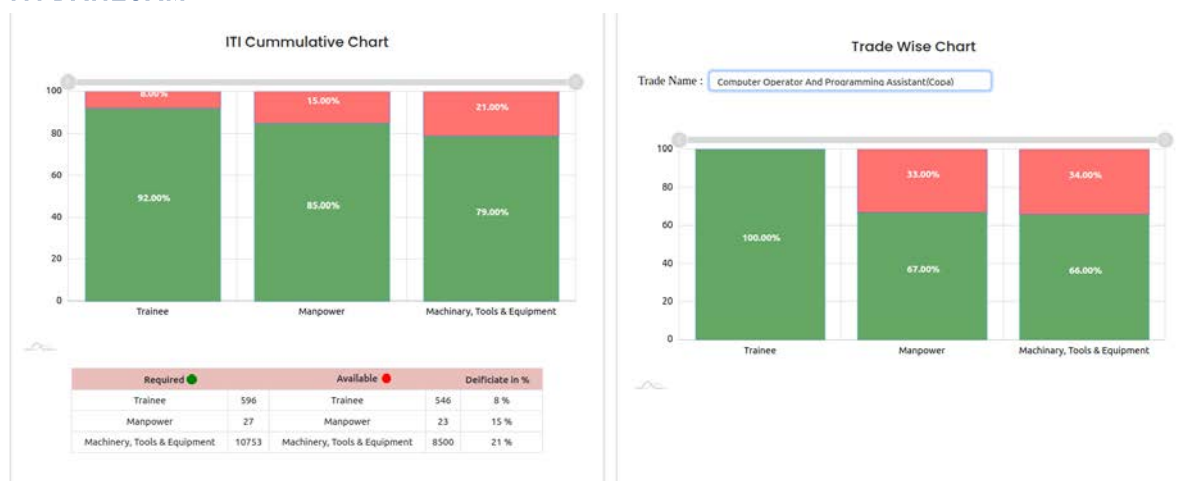 ITI Cummulative Chart
100
80
60
40
20
0
8.00%
15.00%
21.00%
92.00%
85.00%
79.00%
Trainee
Manpower
Machinary, Tools & Equipment
Required Available Deificiate in %
Trainee 596 Trainee 546 8 %
Manpower 27 Manpower 23 15 %
Machinery, Tools & Equipment 10753 Machinery, Tools & Equipment 8500 21 %
Trade Wise Chart
Trade Name : Computer Operator And Programming Assistant(Copa)
100
80
60
40
20
0
33.00%
34.00%
100.00%
67.00%
66.00%
Trainee
Manpower
Machinary, Tools & Equipment